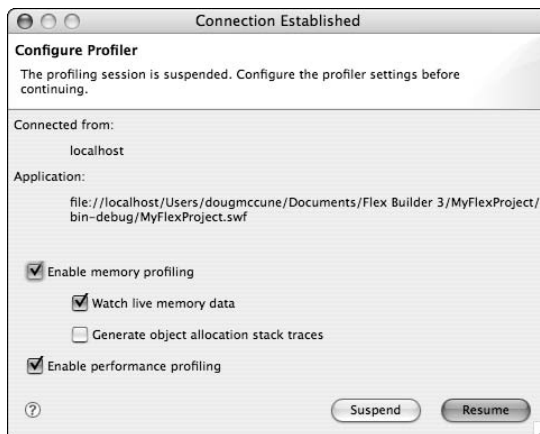 Connection Established
Configure Profiler
The profiling session is suspended. Configure the profiler settings before
continuing.
Connected from:
localhost
Application:
file://localhost/Users/dougmccune/Documents/Flex Builder 3/MyFlexProject/
bin-debug/MyFlexProject.swf
Enable memory profiling
Watch live memory data
Generate object allocation stack traces
Enable performance profiling
?
Suspend
Resume